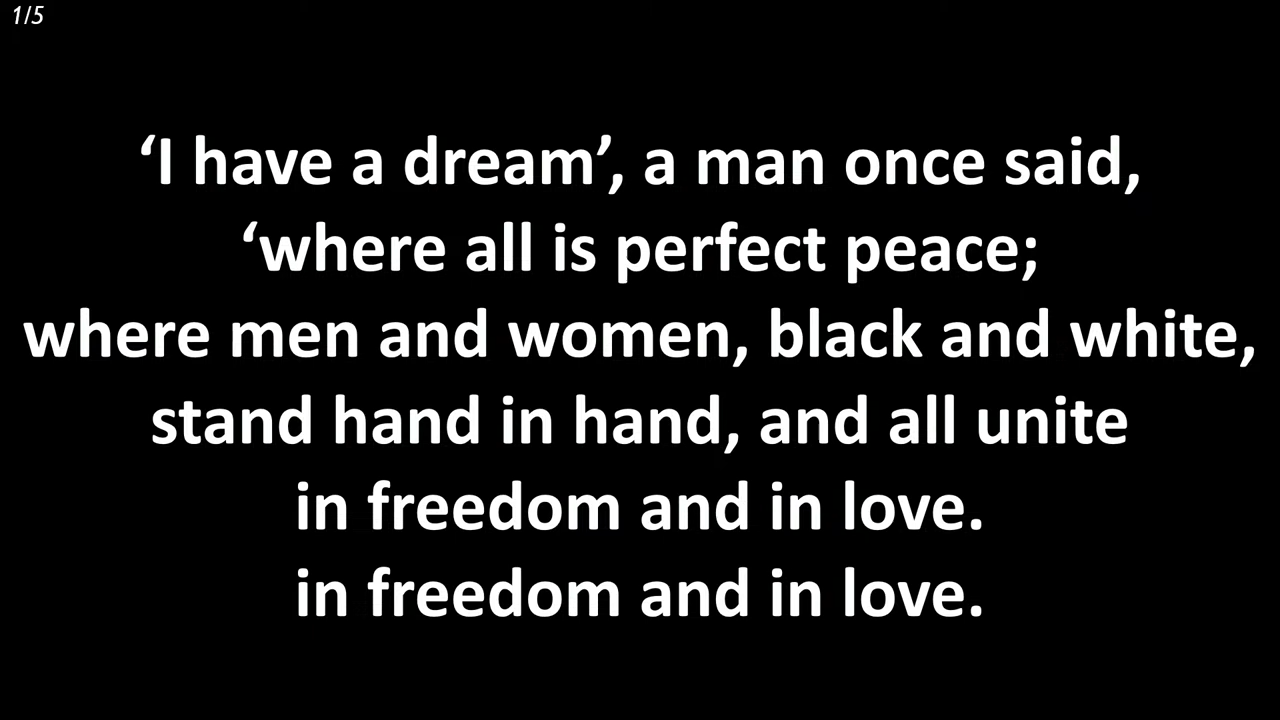 1/5
‘I have a dream’, a man once said,
‘where all is perfect peace;
where men and women, black and white,
stand hand in hand, and all unite
in freedom and in love.
in freedom and in love.